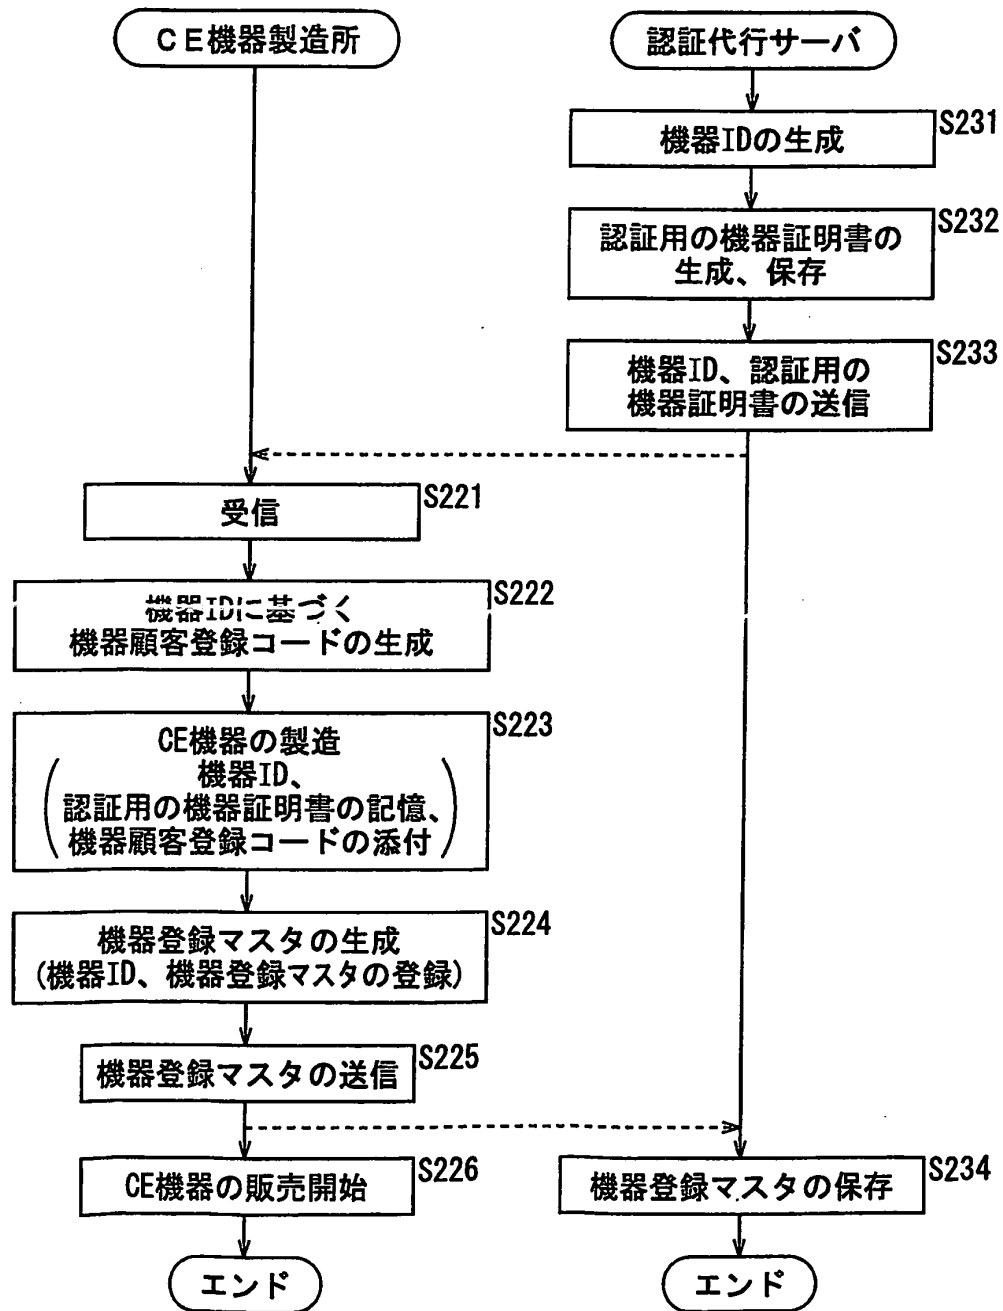 CE機器製造所
認証代行サーバ
機器IDの生成
S231
認証用の機器証明書の
生成、保存
S232
機器ID、認証用の
機器証明書の送信
S233
受信
S221
機器IDに基づく
機器顧客登録コードの生成
S222
CE機器の製造
機器ID、
認証用の機器証明書の記憶、
機器顧客登録コードの添付
S223
機器登録マスタの生成
(機器ID、機器登録マスタの登録)
S224
機器登録マスタの送信
S225
CE機器の販売開始
S226
機器登録マスタの保存
S234
エンド
エンド